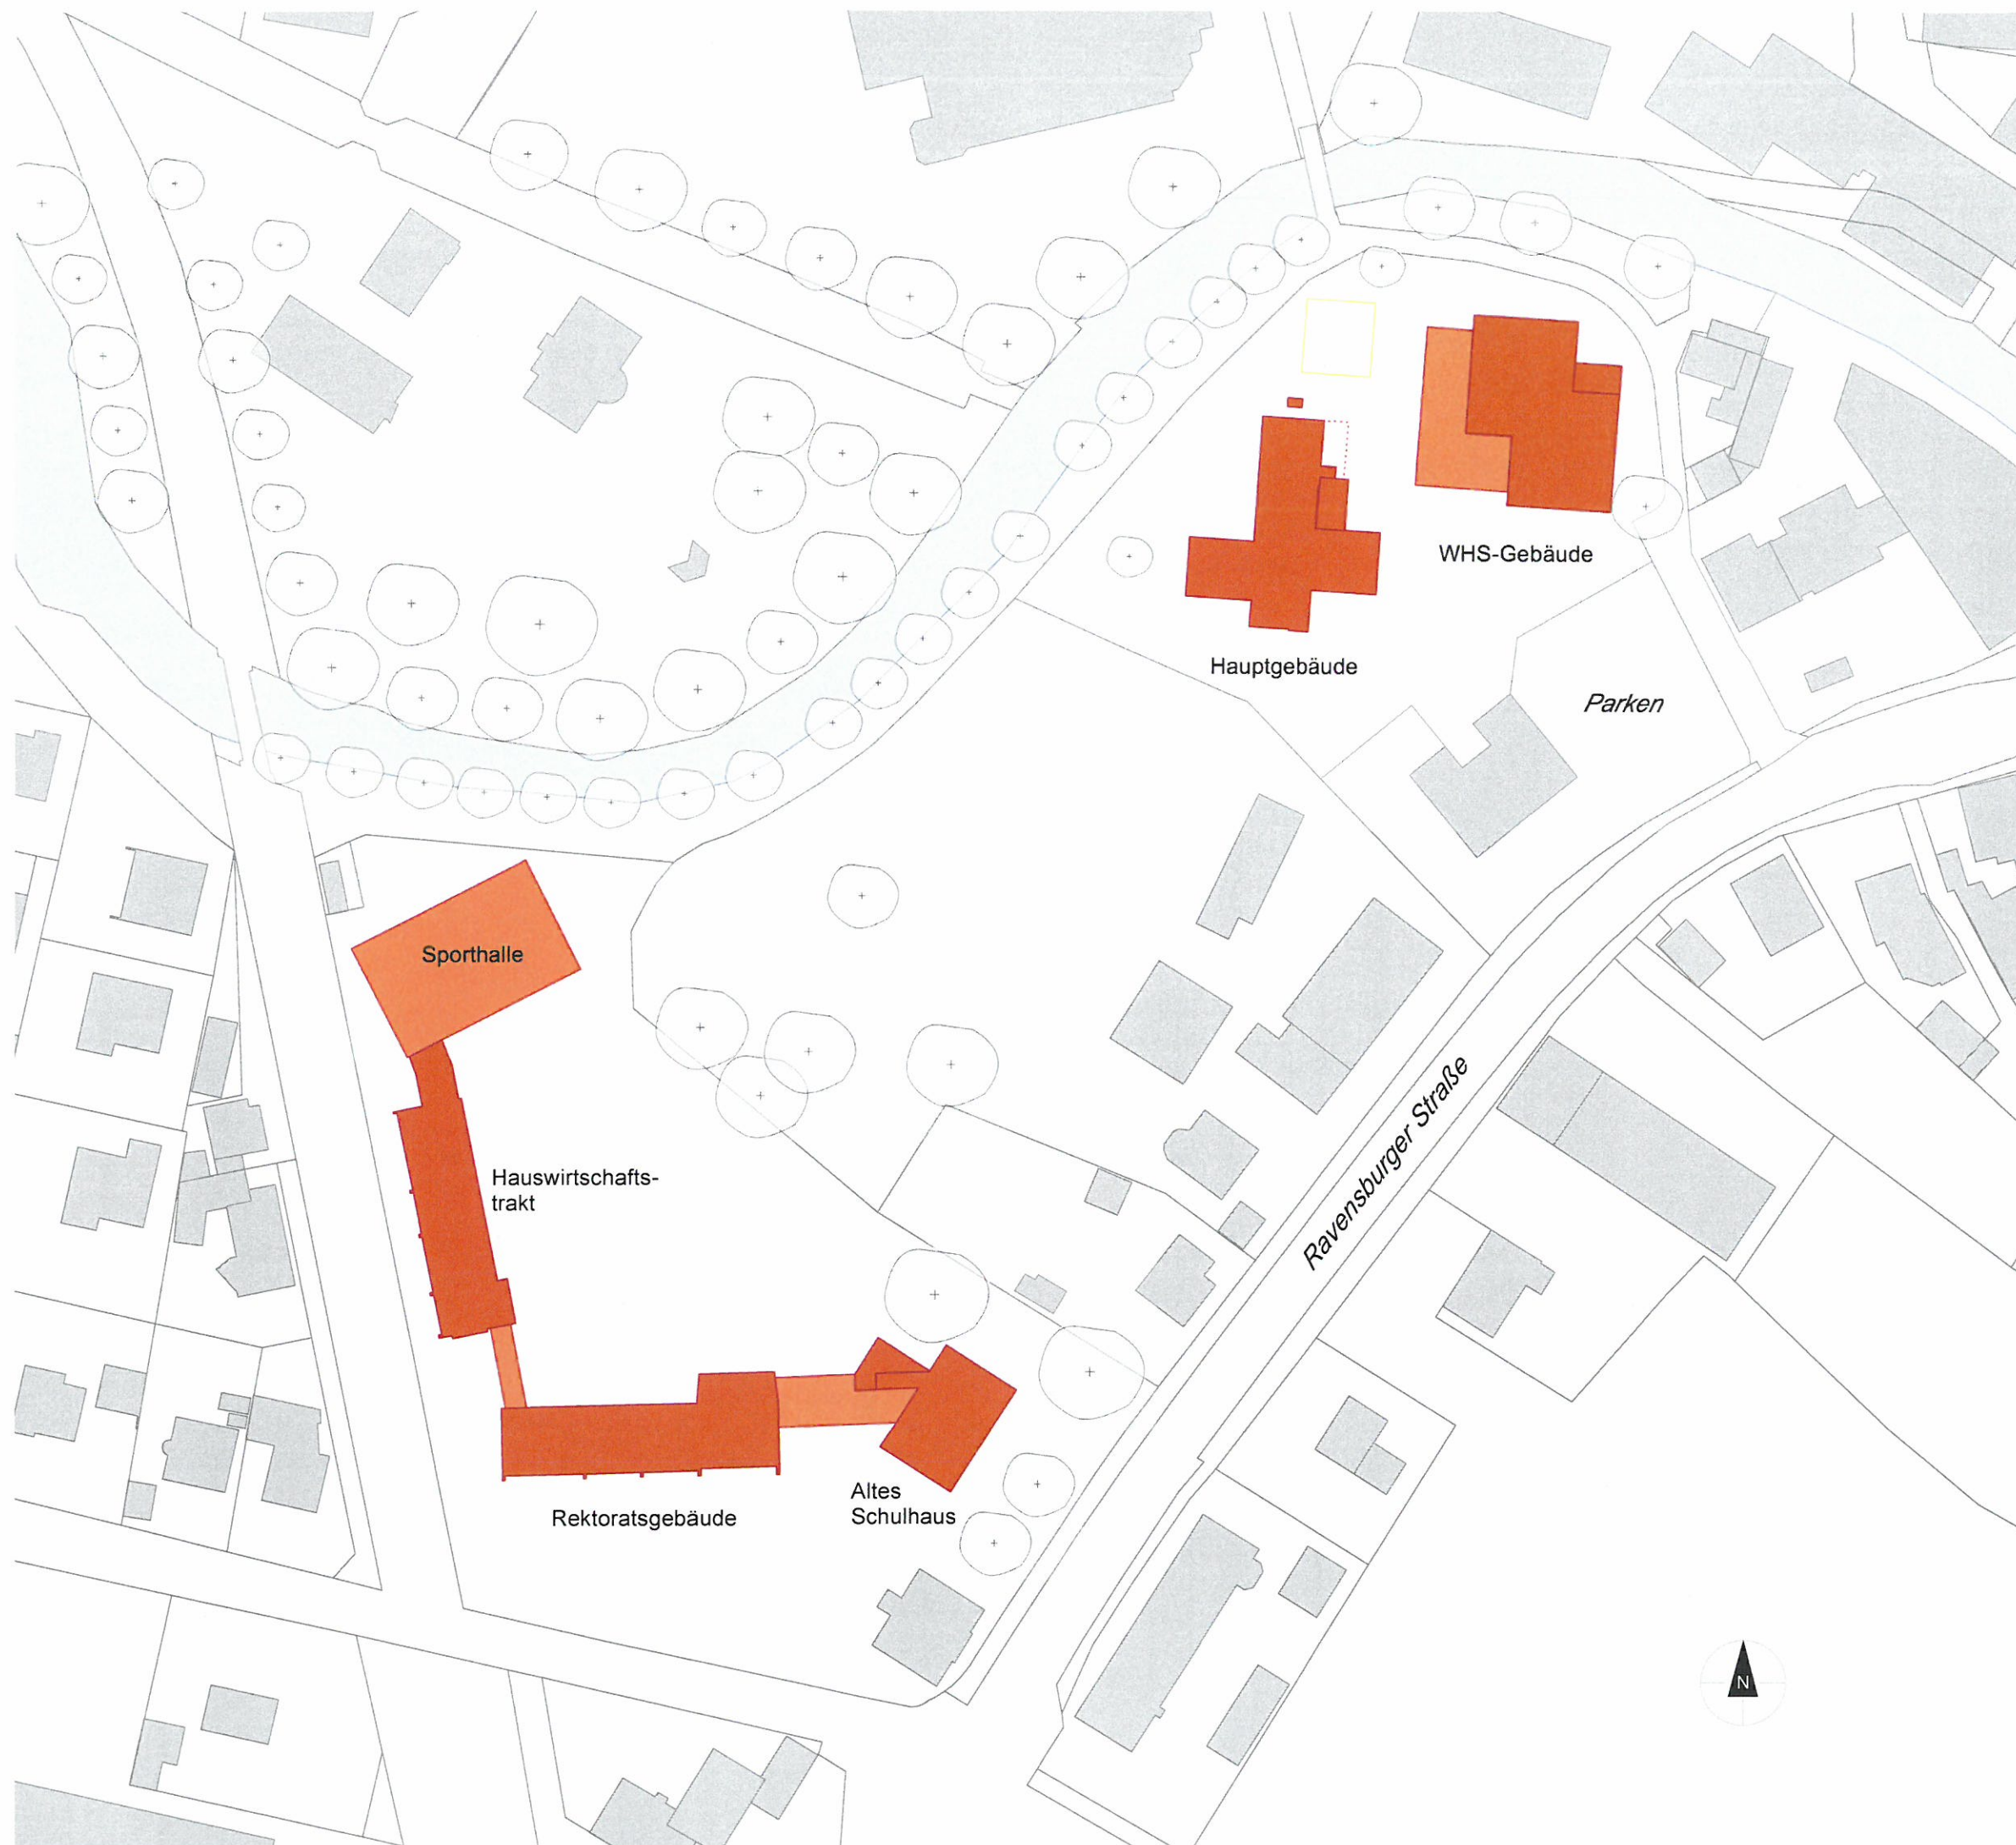 WHS-Gebäude
Hauptgebäude
Parken
Sporthalle
Ravensburger Straße
Hauswirtschafts-
trakt
Altes
Schulhaus
Rektoratsgebäude
N